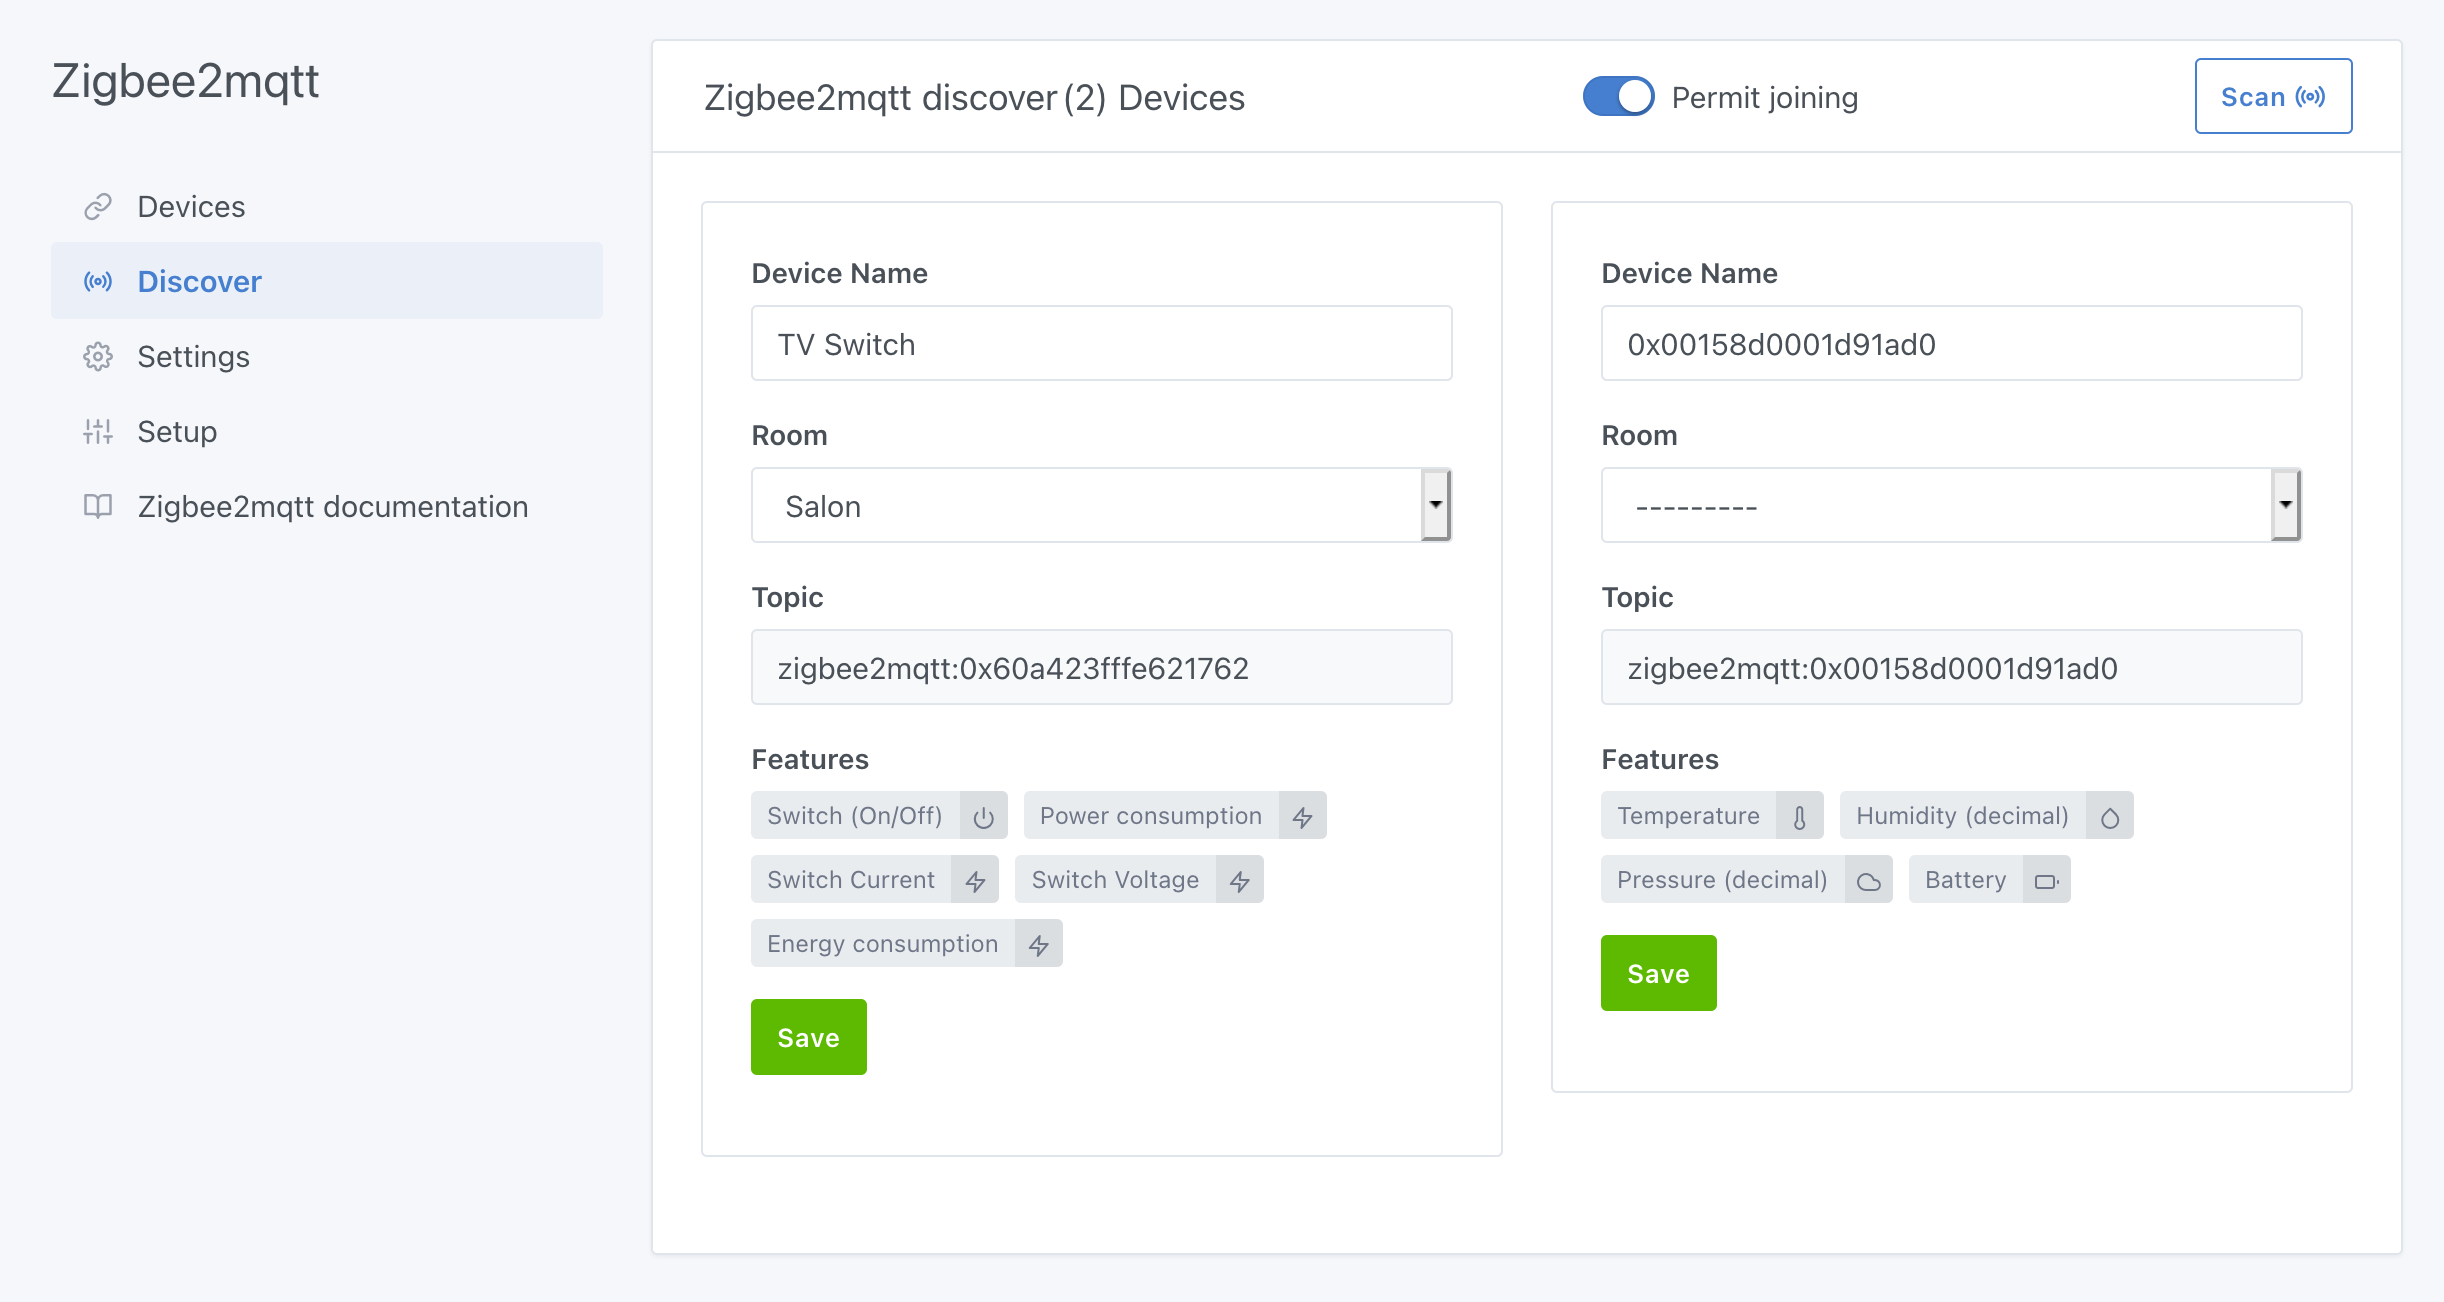 Zigbee2mqtt
Devices
Discover
Settings
Setup
Zigbee2mqtt documentation
Zigbee2mqtt discover (2) Devices
Permit joining
Scan
Device Name
TV Switch
Room
Salon
Topic
zigbee2mqtt:0x60a423fffe621762
Features
Switch (On/Off)
Power consumption
Switch Current
Switch Voltage
Energy consumption
Save
Device Name
0x00158d0001d91ad0
Room
---------
Topic
zigbee2mqtt:0x00158d0001d91ad0
Features
Temperature
Humidity (decimal)
Pressure (decimal)
Battery
Save